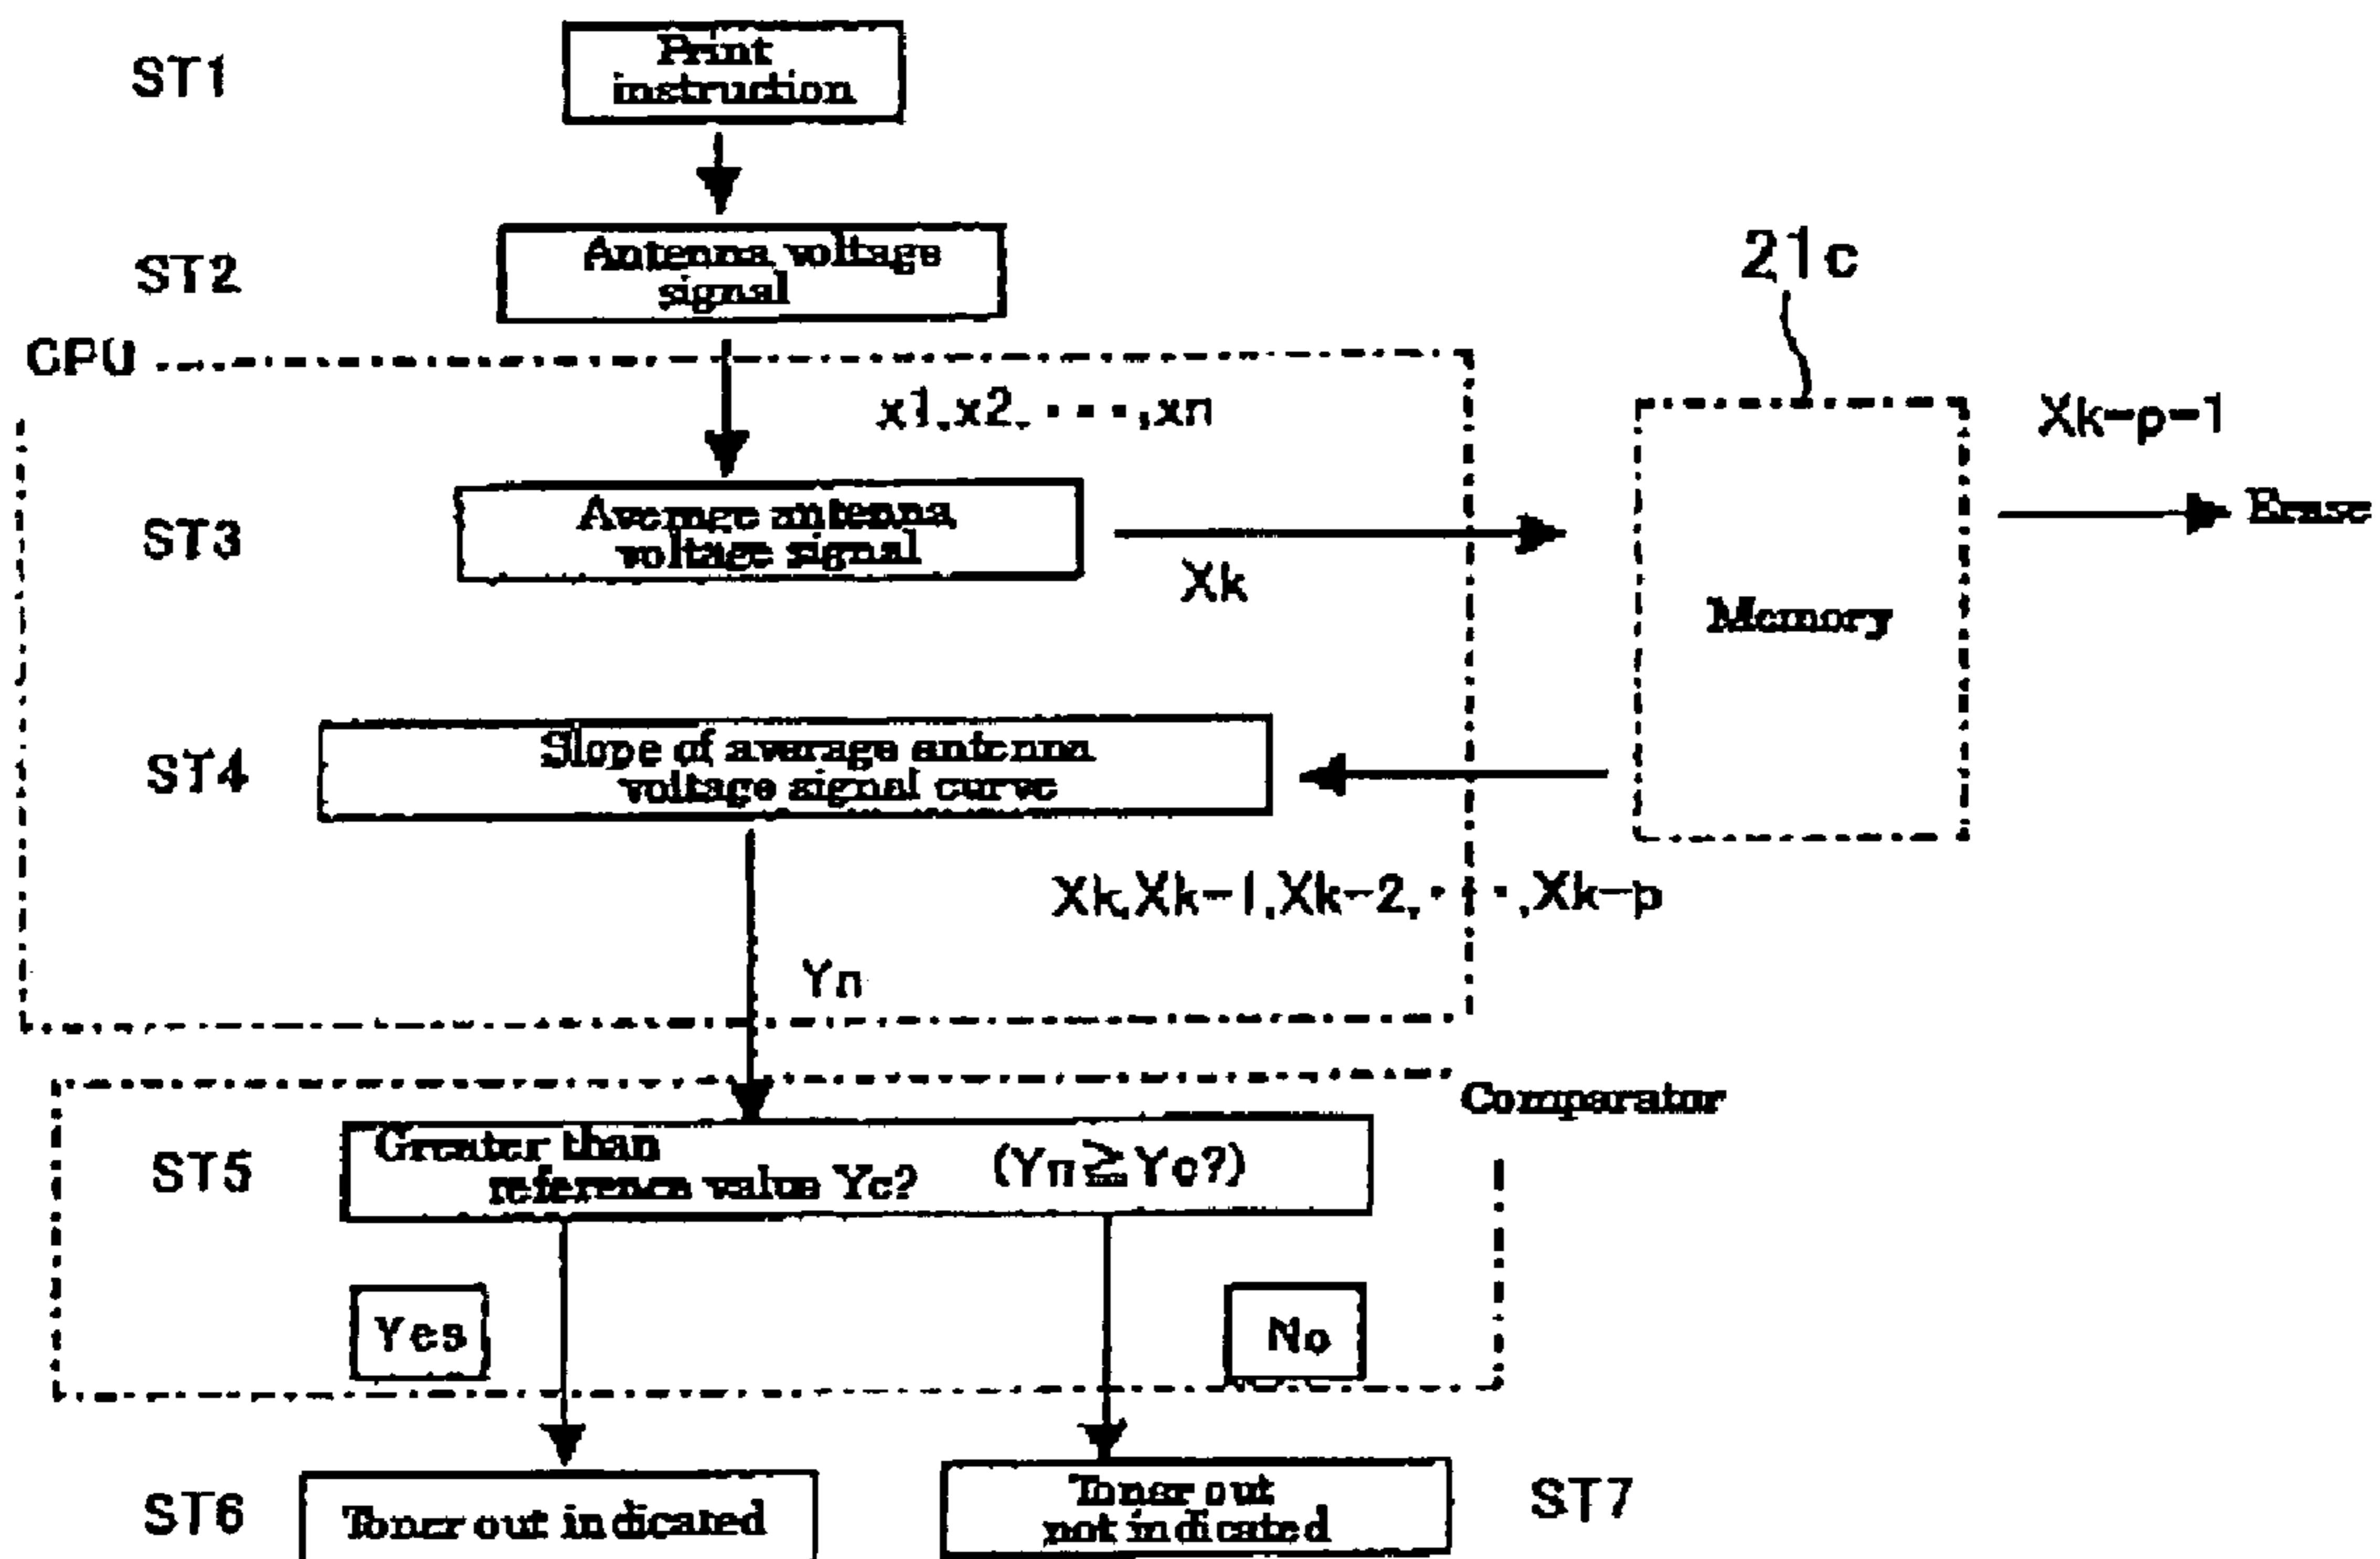 ST1
Print
instruction
ST2
Antenna voltage
signal
21c
CPU
x1,x2,・・・,xn
Xk-p-1
ST3
Average antenna
voltage signal
Erase
Xk
Memory
ST4
Slope of average antenna
voltage signal curve
Xk,Xk-1,Xk-2,・・・,Xk-p
Yn
Comparator
ST5
Greater than
reference value Yc?
(Yn≧Yc?)
Yes
No
ST6
Toner out indicated
Toner out
not indicated
ST7